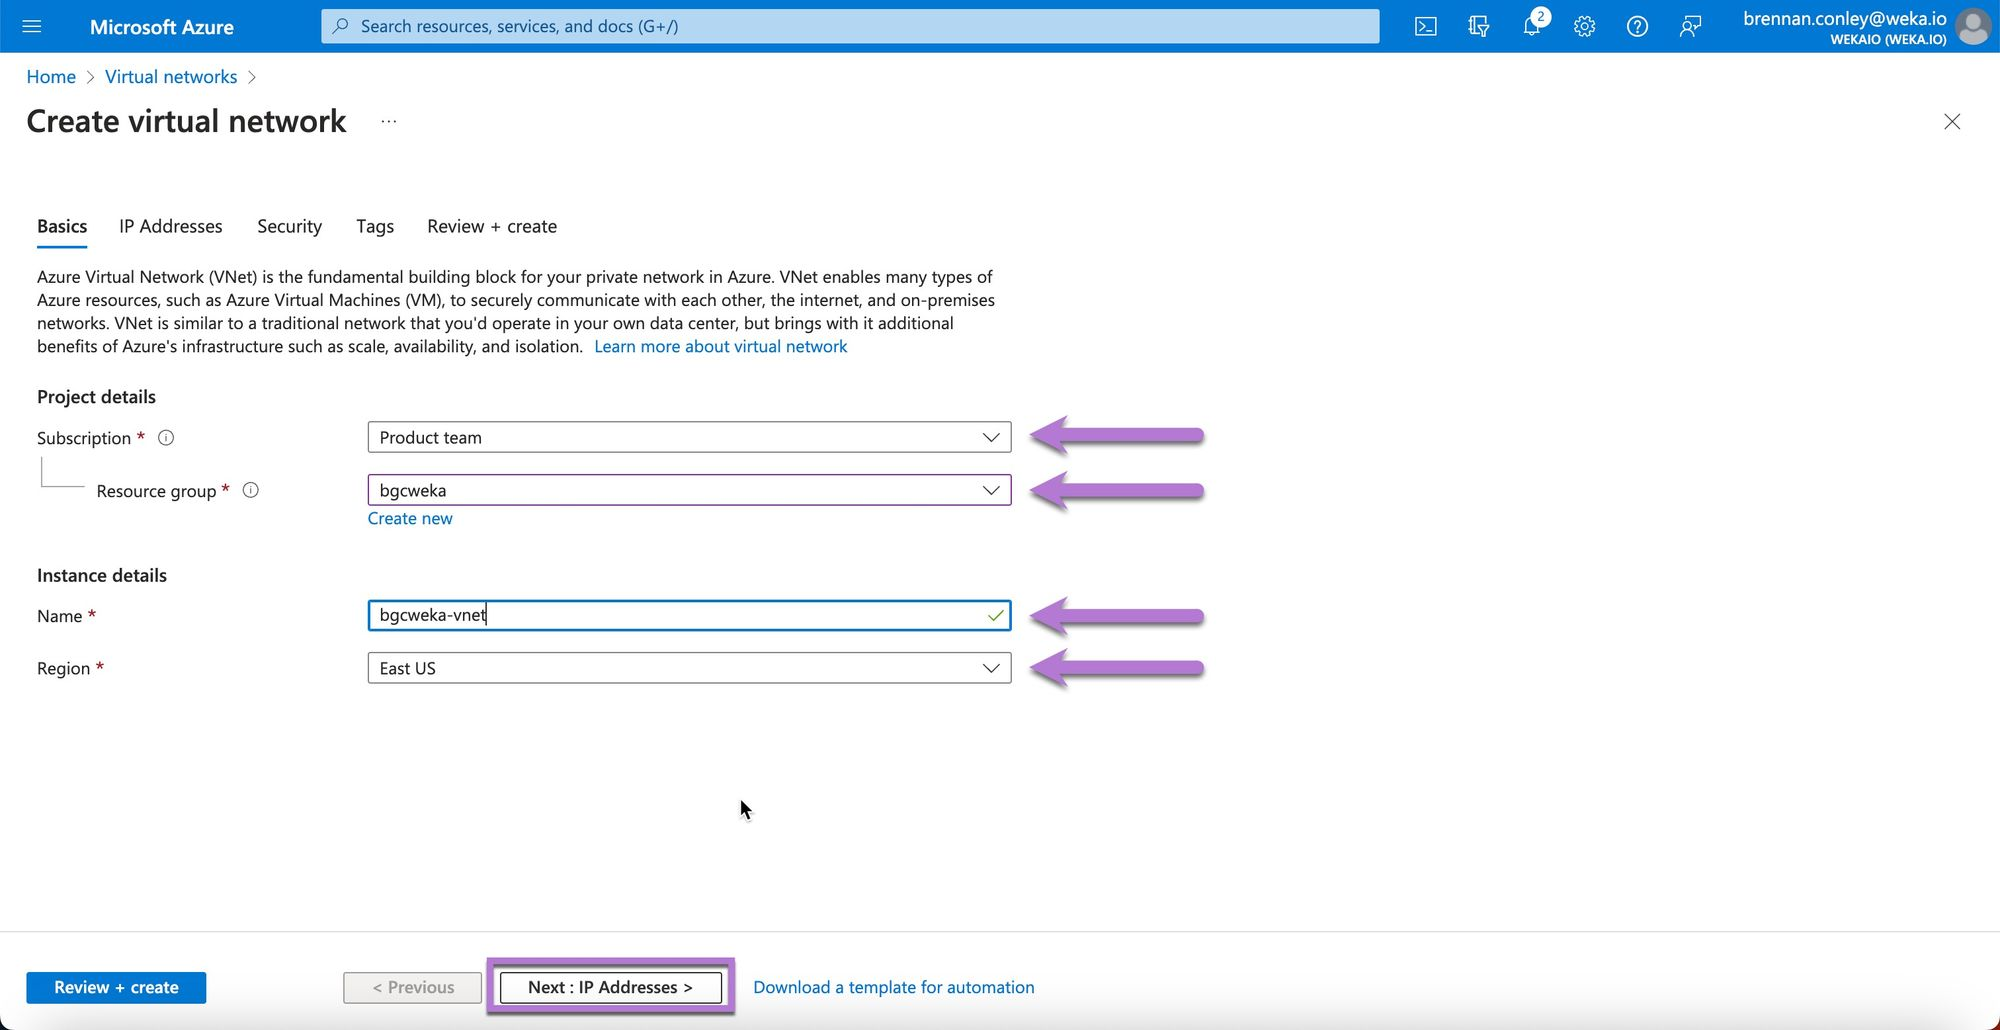 Microsoft Azure
Search resources, services, and docs (G+/)
2
brennan.conley@weka.io
WEKAIO (WEKA.IO)
Home > Virtual networks >
Create virtual network ...
Basics IP Addresses Security Tags Review + create
Azure Virtual Network (VNet) is the fundamental building block for your private network in Azure. VNet enables many types of
Azure resources, such as Azure Virtual Machines (VM), to securely communicate with each other, the internet, and on-premises
networks. VNet is similar to a traditional network that you'd operate in your own data center, but brings with it additional
benefits of Azure's infrastructure such as scale, availability, and isolation. Learn more about virtual network
Project details
Subscription * Product team
Resource group * bgcweka
Create new
Instance details
Name * bgcweka-vnet
Region * East US
Review + create < Previous Next : IP Addresses > Download a template for automation